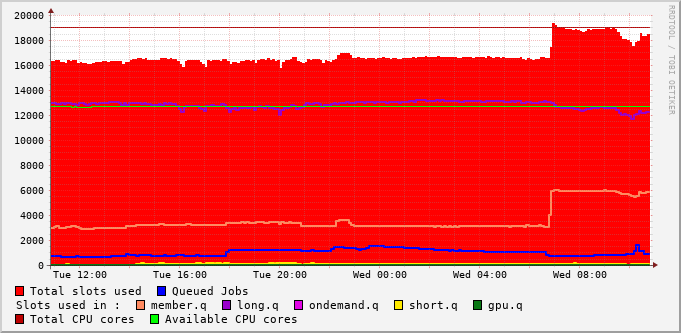 20000
18000
16000
14000
12000
10000
8000
6000
4000
2000
0
Tue 12:00 Tue 16:00 Tue 20:00 Wed 00:00 Wed 04:00 Wed 08:00
RRDTOOL / TOBI OETIKER
Total slots used Queued Jobs
Slots used in : member.q long.q ondemand.q short.q gpu.q
Total CPU cores Available CPU cores